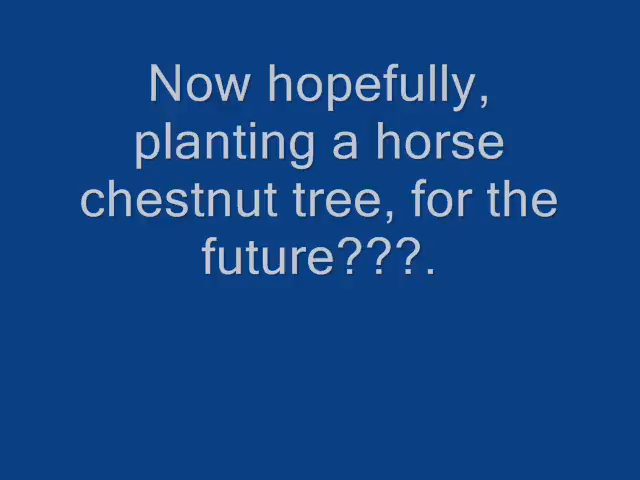 Now hopefully,
planting a horse
chestnut tree, for the
future???.